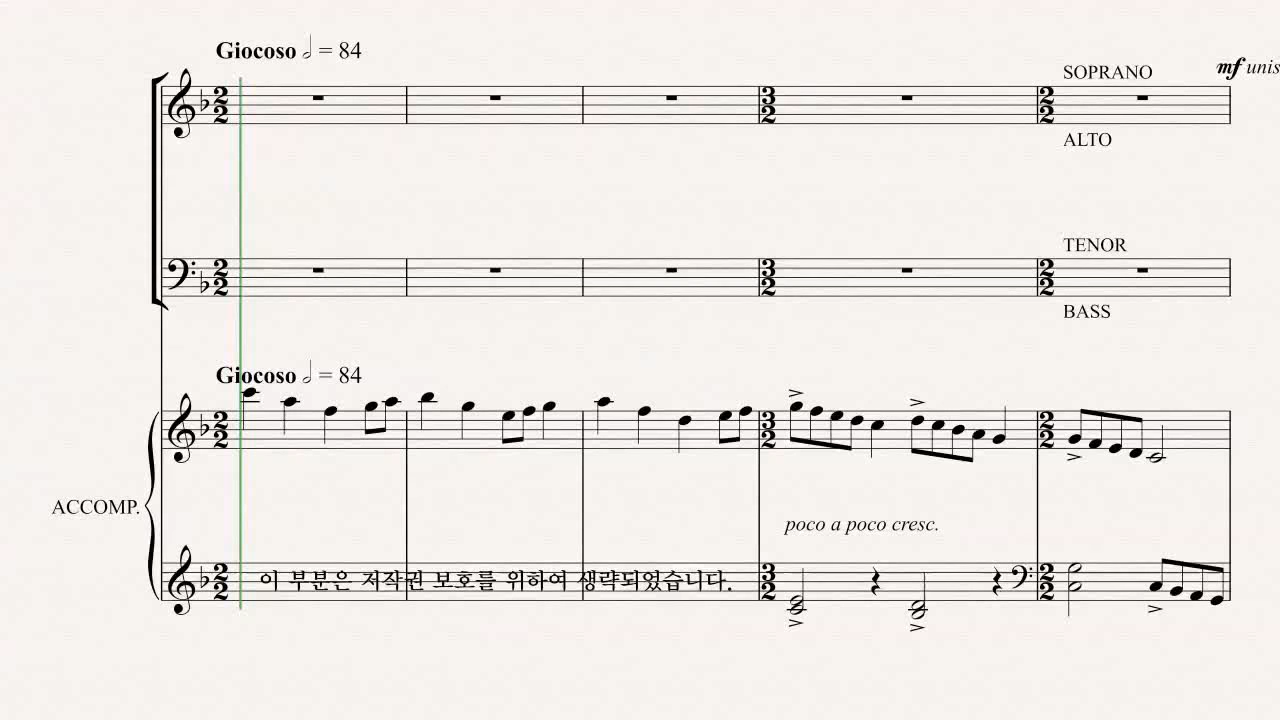 Giocoso 𝅗𝅥 = 84
SOPRANO
mf unis
ALTO
TENOR
BASS
Giocoso 𝅗𝅥 = 84
ACCOMP.
poco a poco cresc.
이 부분은 저작권 보호를 위하여 생략되었습니다.